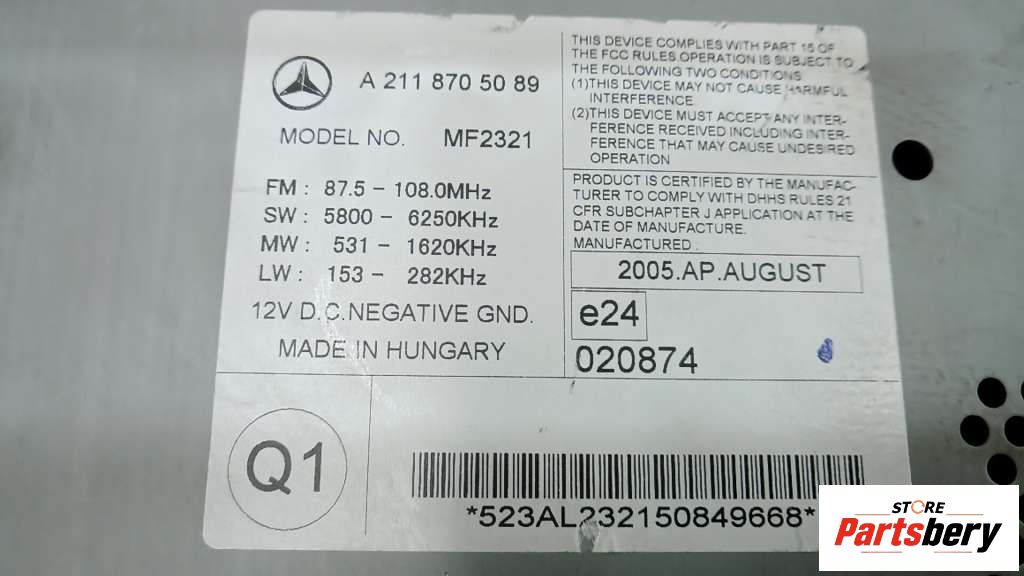 A 211 870 50 89
MODEL NO. MF2321
FM : 87.5 - 108.0MHz
SW : 5800 - 6250KHz
MW : 531 - 1620KHz
LW : 153 - 282KHz
12V D.C.NEGATIVE GND.
MADE IN HUNGARY
THIS DEVICE COMPLIES WITH PART 15 OF
THE FCC RULES OPERATION IS SUBJECT TO
THE FOLLOWING TWO CONDITIONS
(1)THIS DEVICE MAY NOT CAUSE HARMFUL
INTERFERENCE
(2)THIS DEVICE MUST ACCEPT ANY INTER-
FERENCE RECEIVED INCLUDING INTER-
FERENCE THAT MAY CAUSE UNDESIRED
OPERATION
PRODUCT IS CERTIFIED BY THE MANUFAC-
TURER TO COMPLY WITH DHHS RULES 21
CFR SUBCHAPTER J APPLICATION AT THE
DATE OF MANUFACTURE.
MANUFACTURED :
2005.AP.AUGUST
e24
020874
Q1
*523AL232150849668*
STORE
Partsbery